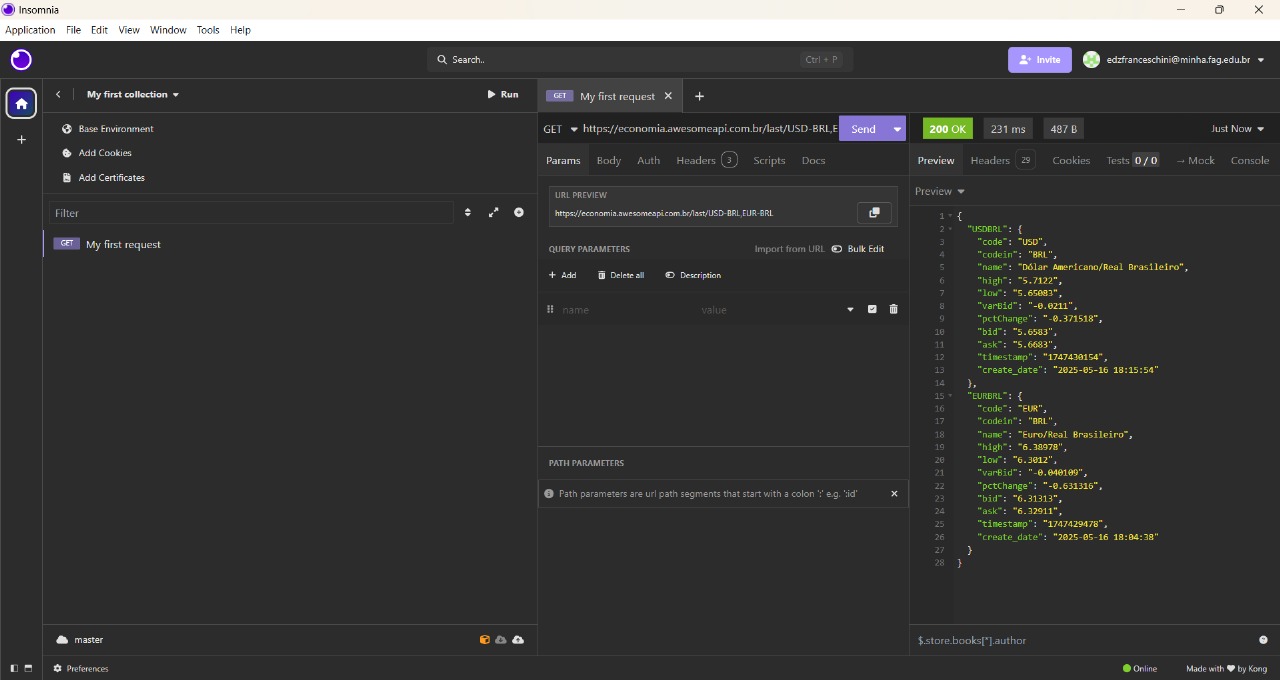 Insomnia
Application File Edit View Window Tools Help
Search.. Ctrl + P
Invite
edzfranceschini@minha.fag.edu.br
My first collection
Run
GET My first request
Base Environment
Add Cookies
Add Certificates
Filter
GET My first request
GET https://economia.awesomeapi.com.br/last/USD-BRL,E
Send
Params Body Auth Headers 3 Scripts Docs
URL PREVIEW
https://economia.awesomeapi.com.br/last/USD-BRL,EUR-BRL
QUERY PARAMETERS Import from URL Bulk Edit
Add Delete all Description
name value
PATH PARAMETERS
Path parameters are url path segments that start with a colon ':' e.g. ':id'
200 OK 231 ms 487 B Just Now
Preview Headers 29 Cookies Tests 0 / 0 → Mock Console
Preview
1 {
2 "USDBRL": {
3 "code": "USD",
4 "codein": "BRL",
5 "name": "Dólar Americano/Real Brasileiro",
6 "high": "5.7122",
7 "low": "5.65083",
8 "varBid": "-0.0211",
9 "pctChange": "-0.371518",
10 "bid": "5.6583",
11 "ask": "5.6683",
12 "timestamp": "1747430154",
13 "create_date": "2025-05-16 18:15:54"
14 },
15 "EURBRL": {
16 "code": "EUR",
17 "codein": "BRL",
18 "name": "Euro/Real Brasileiro",
19 "high": "6.38978",
20 "low": "6.3012",
21 "varBid": "-0.040109",
22 "pctChange": "-0.631316",
23 "bid": "6.31313",
24 "ask": "6.32911",
25 "timestamp": "1747429478",
26 "create_date": "2025-05-16 18:04:38"
27 }
28 }
master
$.store.books[*].author
Preferences
Online
Made with ♥ by Kong